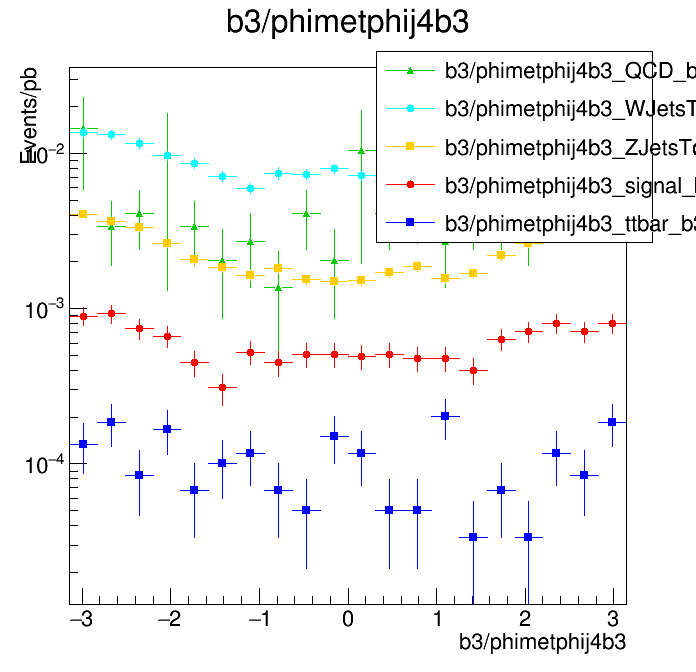 b3/phimetphij4b3
Events/pb
b3/phimetphij4b3_QCD_b
b3/phimetphij4b3_WJetsT
b3/phimetphij4b3_ZJetsTo
b3/phimetphij4b3_signal_
b3/phimetphij4b3_ttbar_b3
10⁻²
10⁻³
10⁻⁴
−3 −2 −1 0 1 2 3
b3/phimetphij4b3